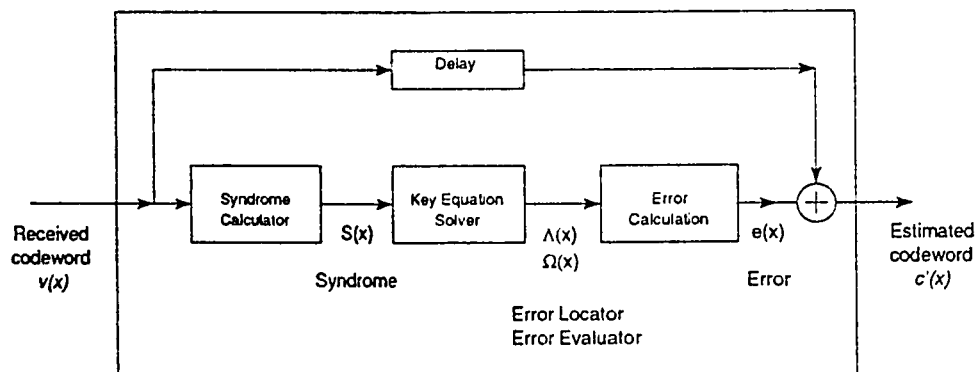 Delay
Syndrome
Calculator
S(x)
Key Equation
Solver
Λ(x)
Ω(x)
Error
Calculation
e(x)
+
Received
codeword
v(x)
Syndrome
Error Locator
Error Evaluator
Error
Estimated
codeword
c'(x)